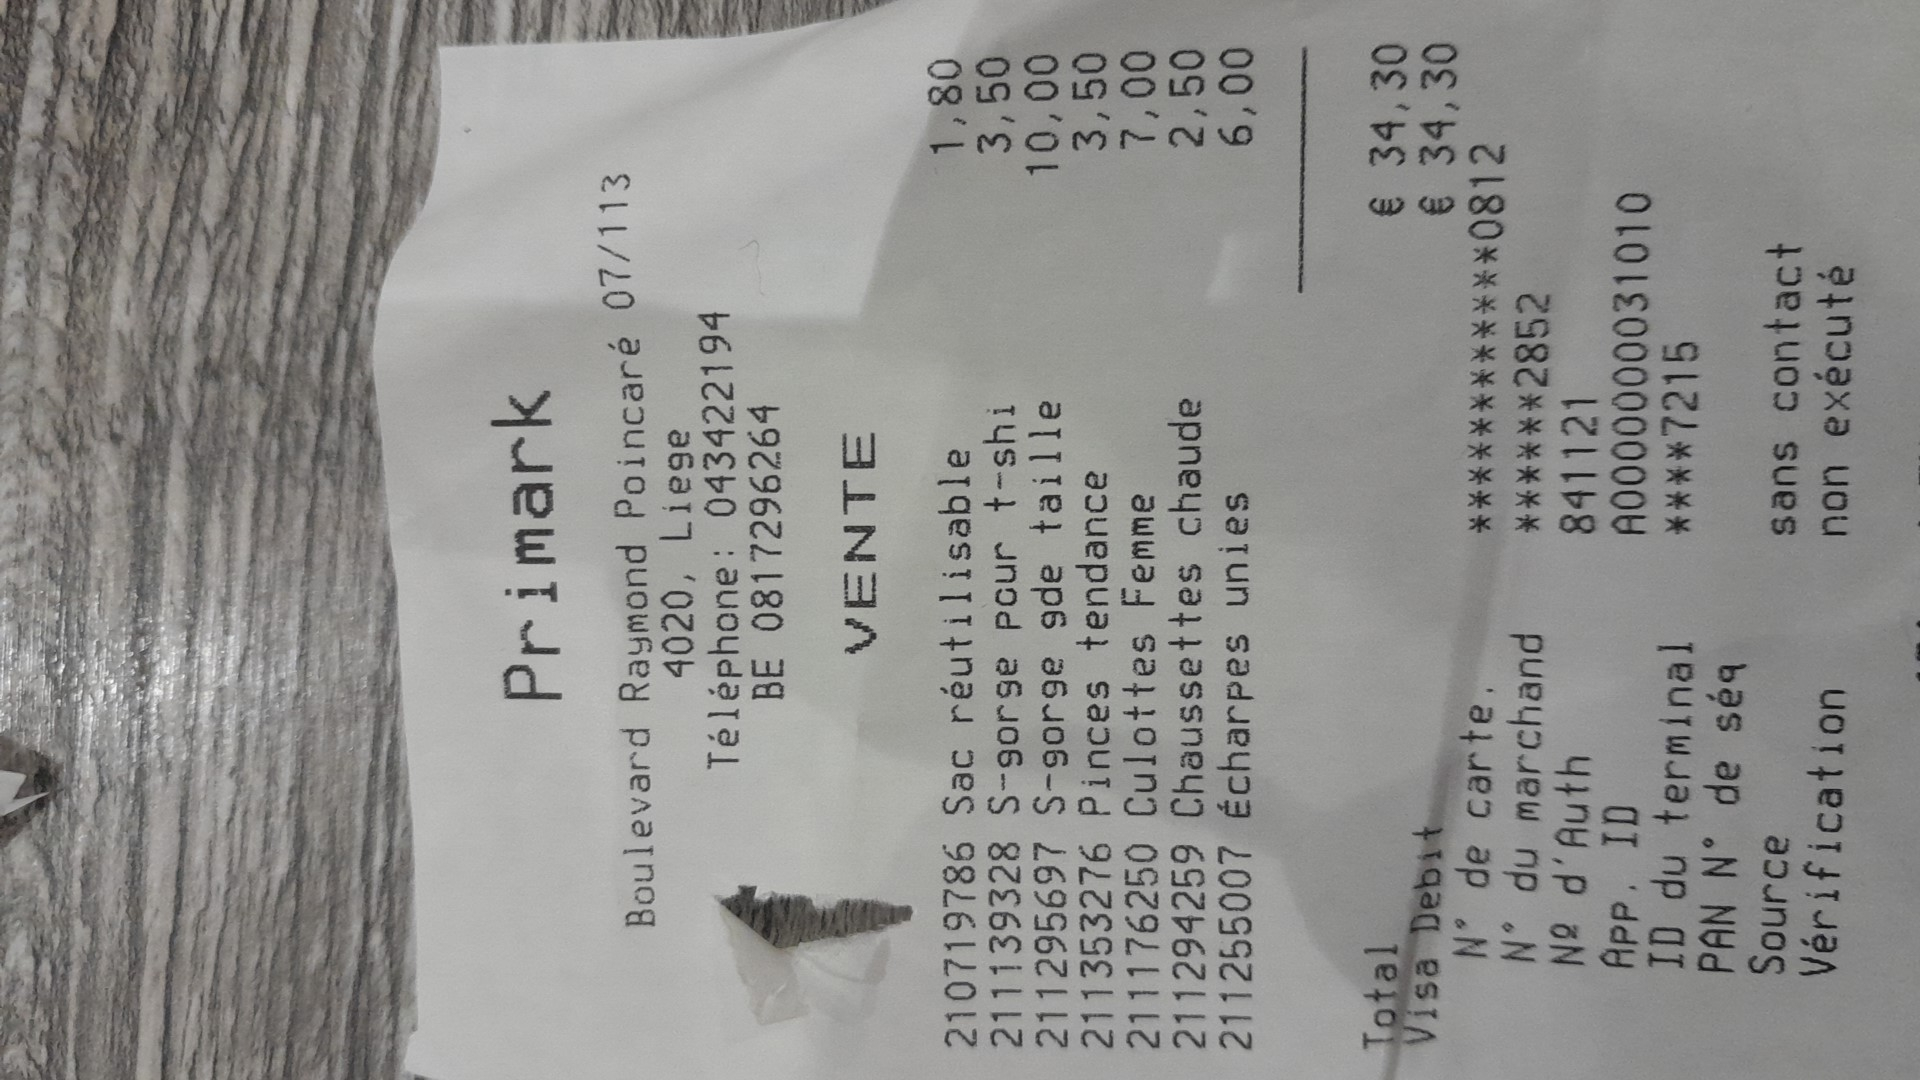 Primark
Boulevard Raymond Poincaré 07/113
4020, Liege
Téléphone: 043422194
BE 0817296264
VENTE
210719786 Sac réutilisable 1,80
211139328 S-gorge pour t-shi 3,50
211295697 S-gorge gde taille 10,00
211353276 Pinces tendance 3,50
211176250 Culottes Femme 7,00
211294259 Chaussettes chaude 2,50
211255007 Écharpes unies 6,00
Total € 34,30
Visa Debit € 34,30
N° de carte. ************0812
N° du marchand ******2852
Nº d'Auth 841121
App. ID A0000000031010
ID du terminal ****7215
PAN N° de séq
Source sans contact
Vérification non exécuté